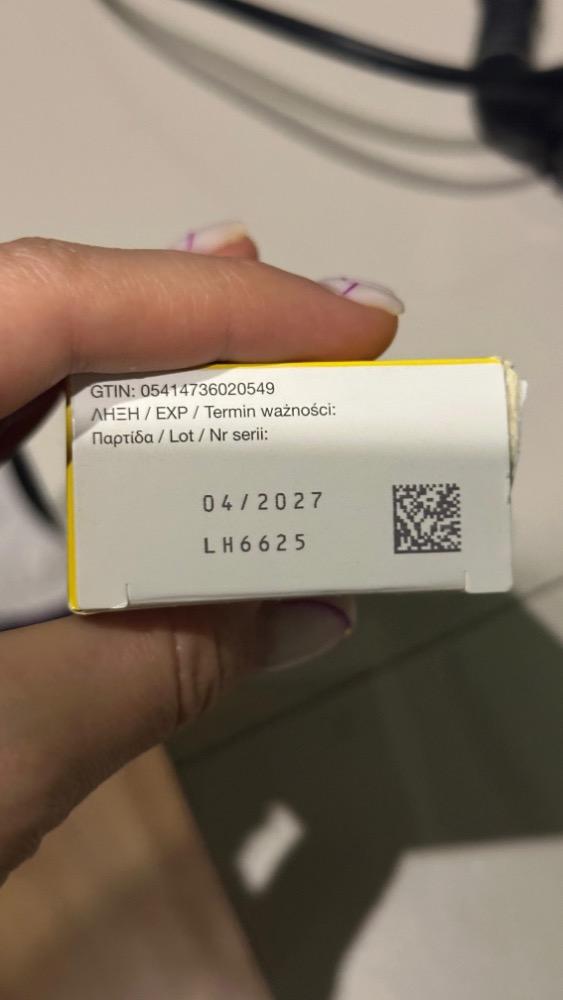 GTIN: 05414736020549
ΛΗΞΗ / EXP / Termin ważności:
Παρτίδα / Lot / Nr serii:
04/2027
LH6625